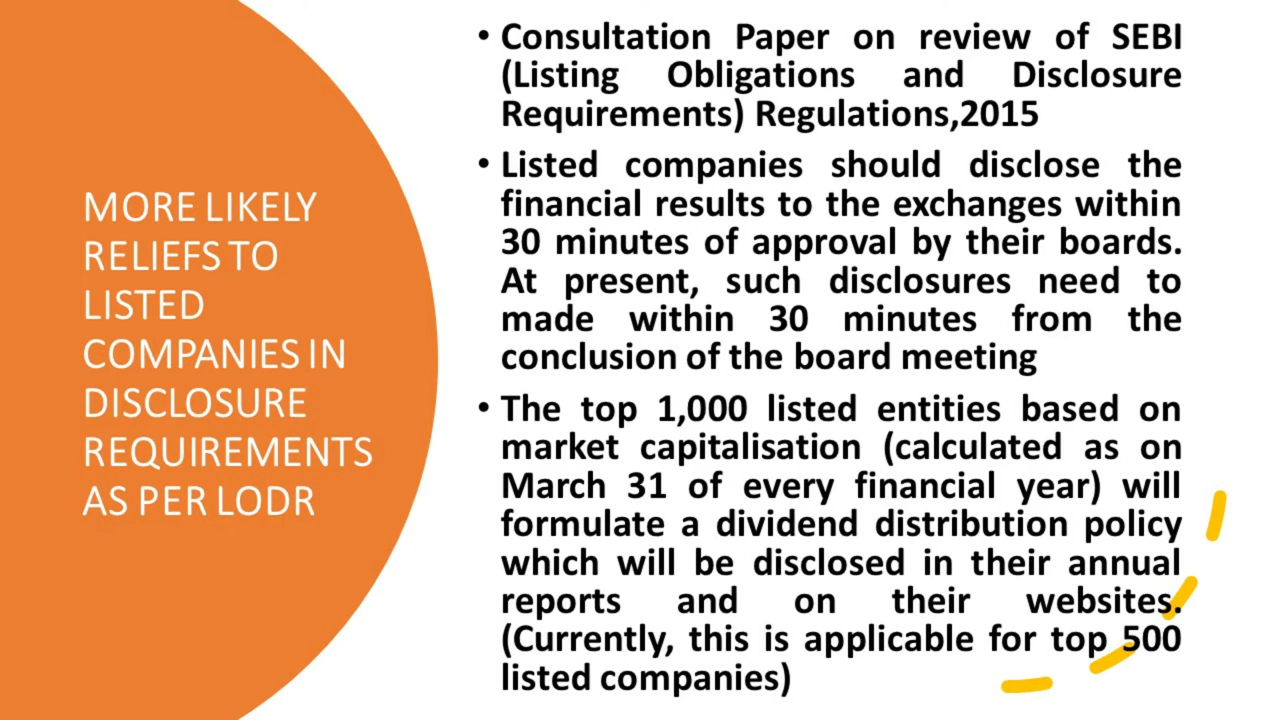 MORE LIKELY
RELIEFS TO
LISTED
COMPANIES IN
DISCLOSURE
REQUIREMENTS
AS PER LODR
• Consultation Paper on review of SEBI
(Listing Obligations and Disclosure
Requirements) Regulations,2015
• Listed companies should disclose the
financial results to the exchanges within
30 minutes of approval by their boards.
At present, such disclosures need to
made within 30 minutes from the
conclusion of the board meeting
• The top 1,000 listed entities based on
market capitalisation (calculated as on
March 31 of every financial year) will
formulate a dividend distribution policy
which will be disclosed in their annual
reports and on their websites.
(Currently, this is applicable for top 500
listed companies)